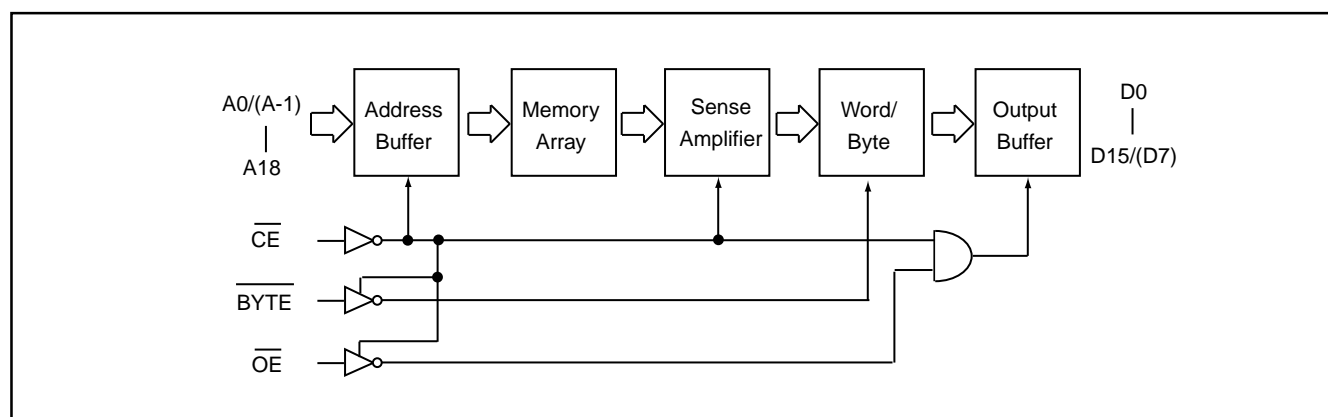 A0/(A-1)
A18
Address
Buffer
Memory
Array
Sense
Amplifier
Word/
Byte
Output
Buffer
D0
D15/(D7)
CE
BYTE
OE